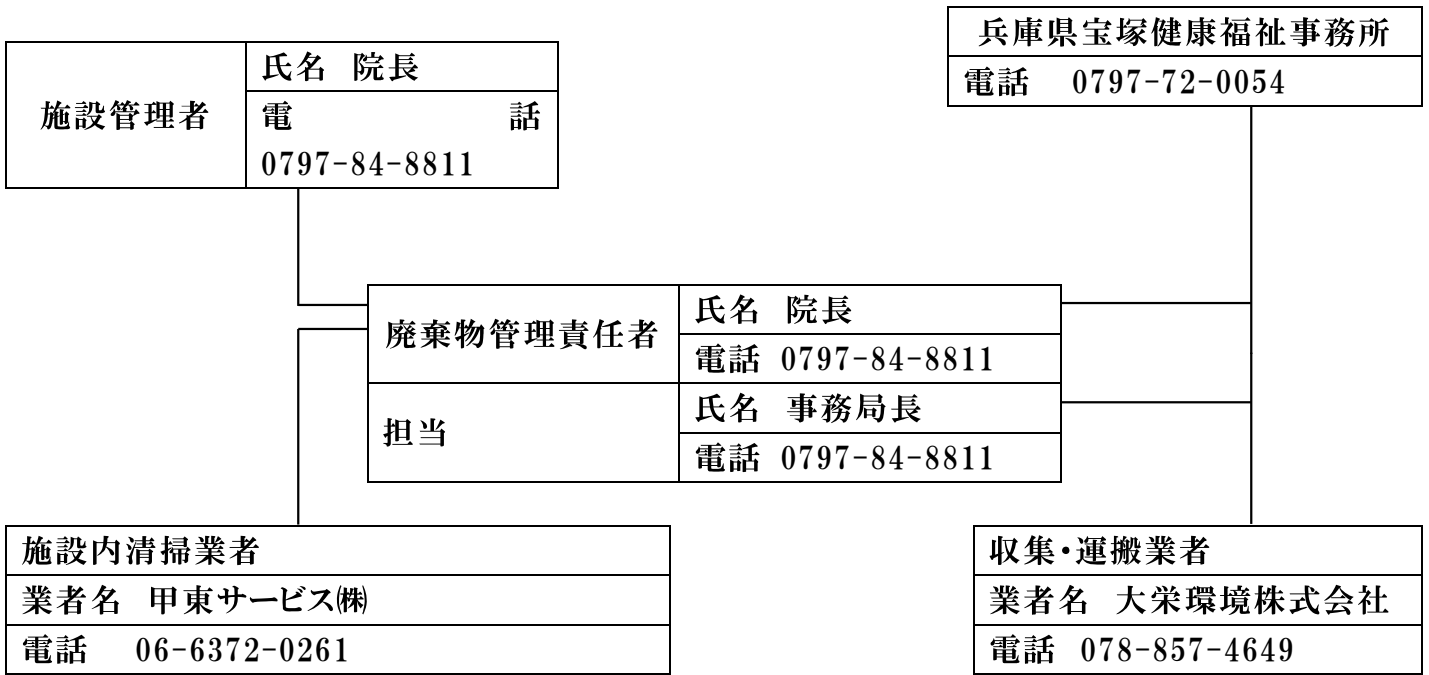 施設管理者
氏名 院長
電 話
0797-84-8811
兵庫県宝塚健康福祉事務所
電話 0797-72-0054
廃棄物管理責任者
氏名 院長
電話 0797-84-8811
担当
氏名 事務局長
電話 0797-84-8811
施設内清掃業者
業者名 甲東サービス㈱
電話 06-6372-0261
収集・運搬業者
業者名 大栄環境株式会社
電話 078-857-4649